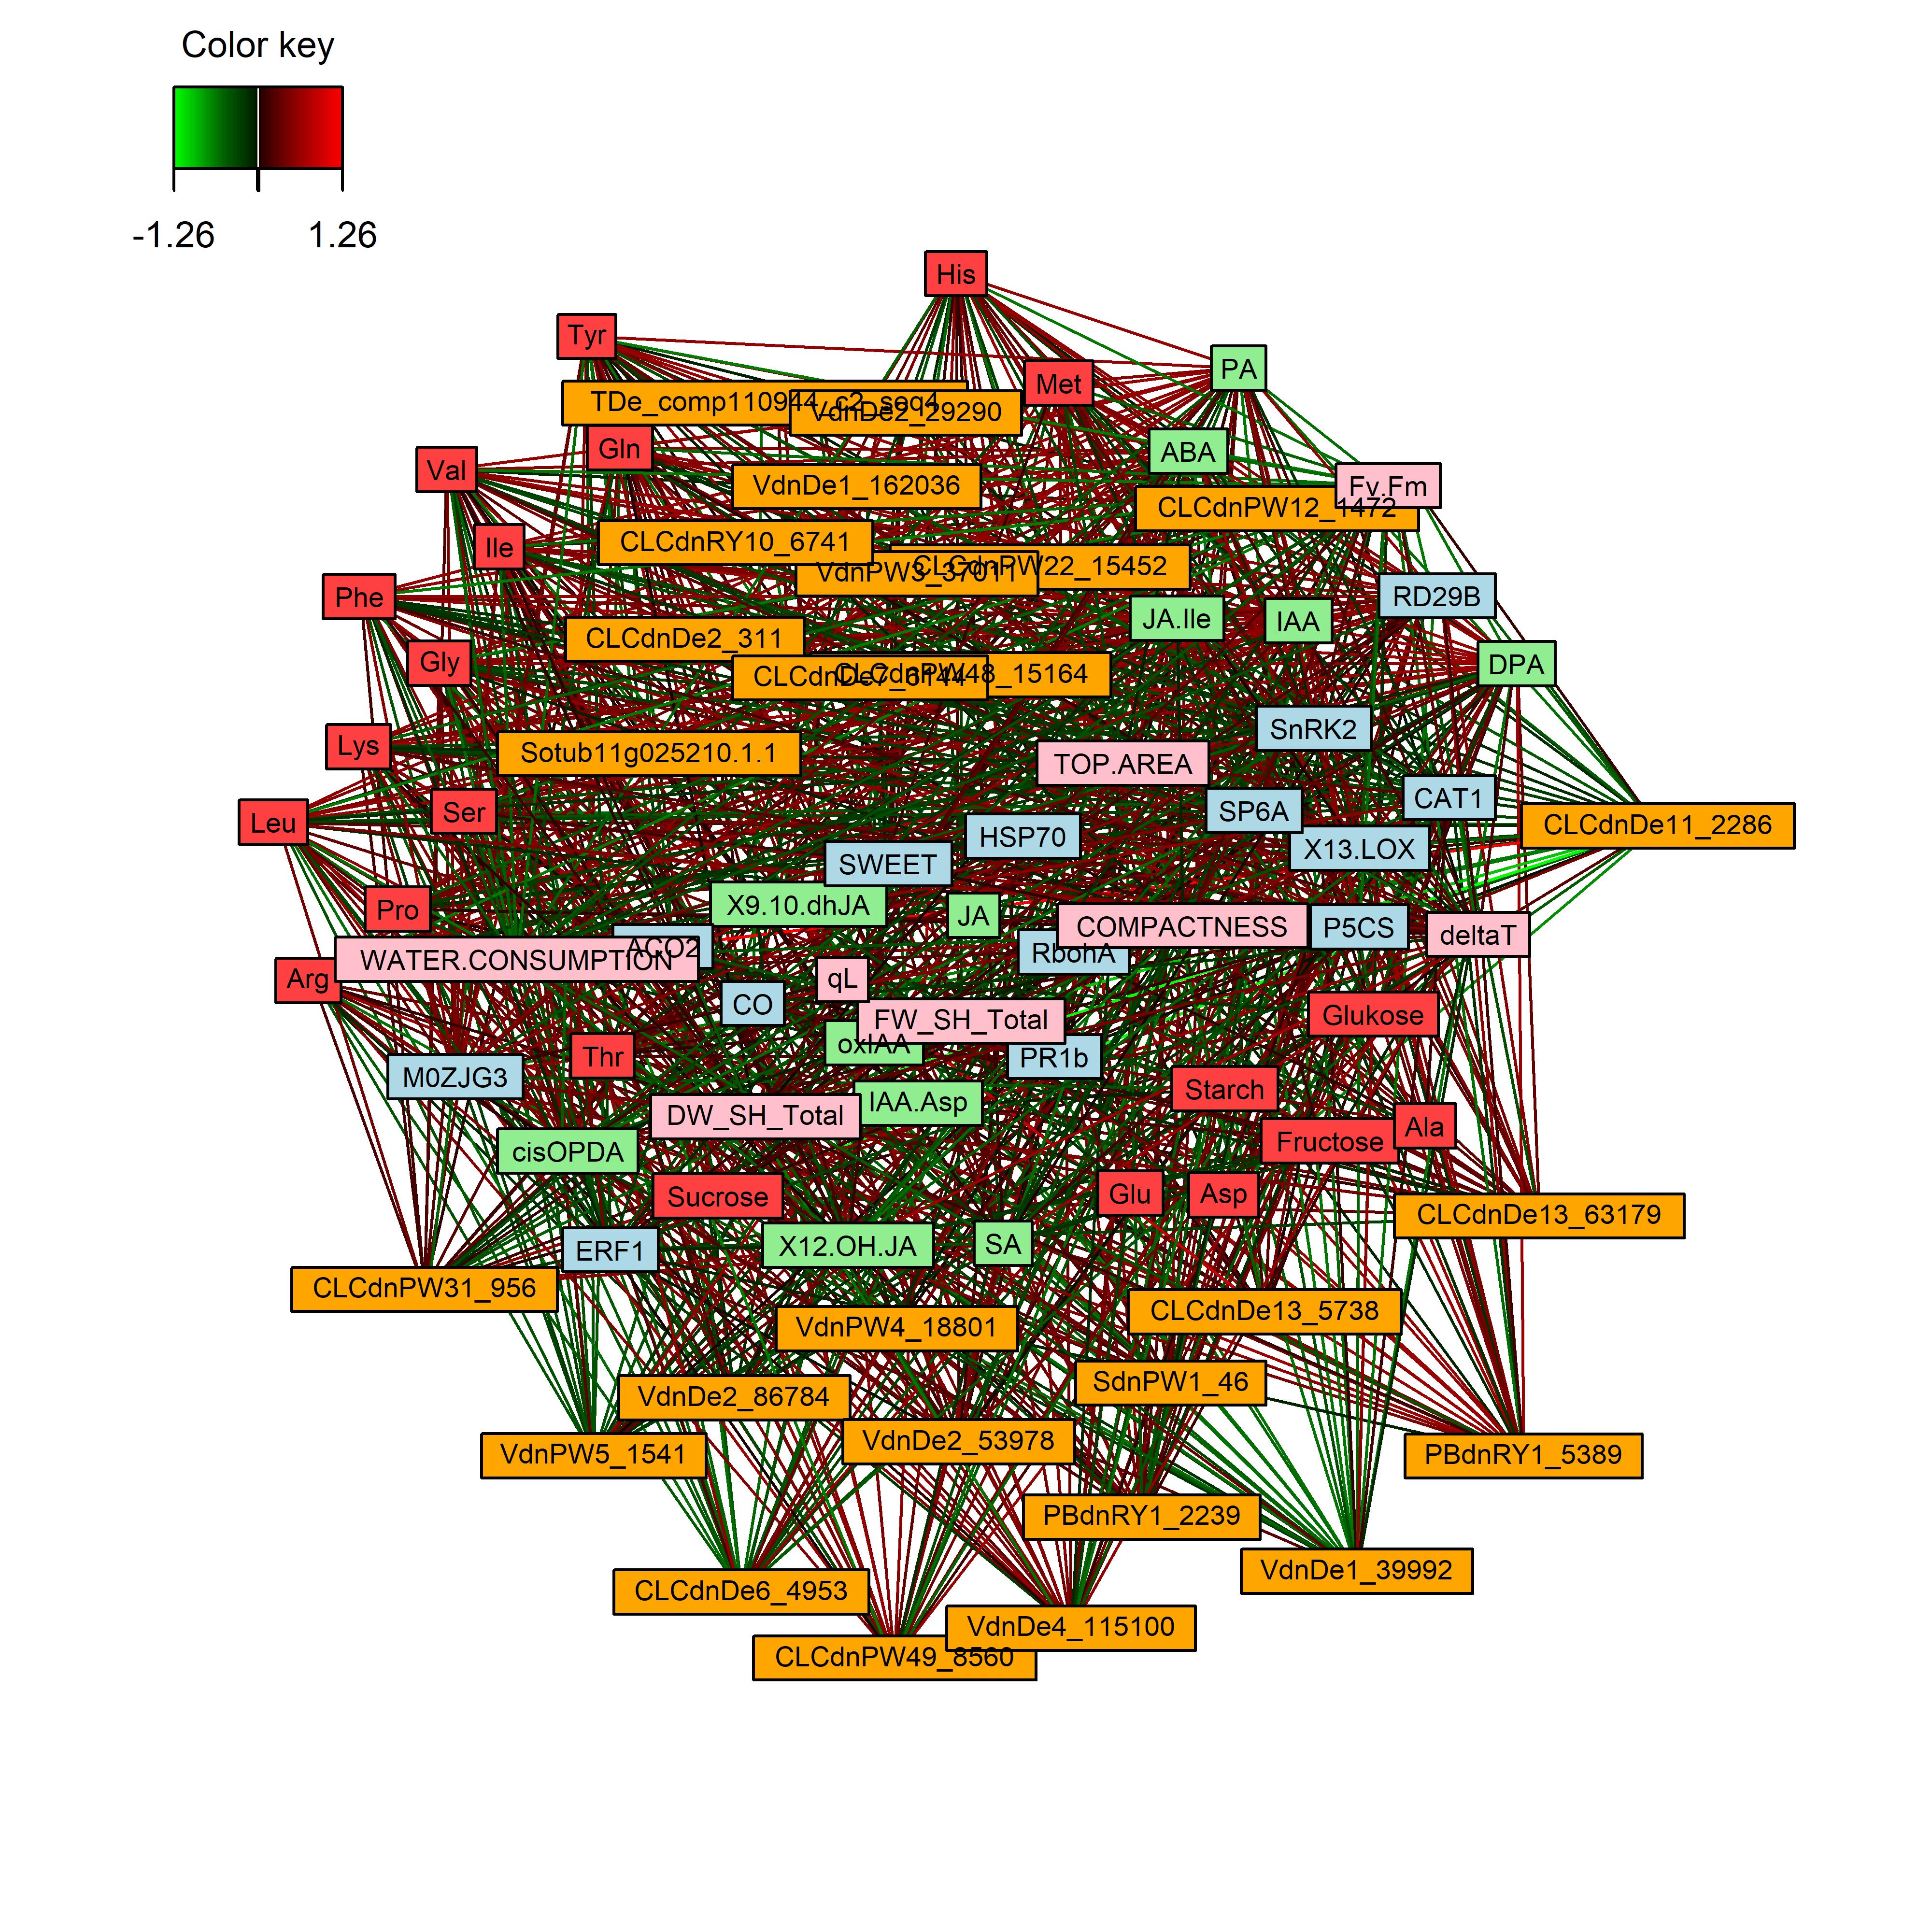 Color key
-1.26 1.26
His
Tyr
PA
Met
TDe_comp110944_c2_seq4
VdnDe2_29290
Gln
ABA
Val
VdnDe1_162036
Fv.Fm
CLCdnPW12_1472
CLCdnRY10_6741
Ile
CLCdnPW22_15452
VdnPW3_37011
Phe
RD29B
JA.Ile
IAA
CLCdnDe2_311
Gly
DPA
CLCdnPW48_15164
CLCdnDe7_6144
SnRK2
Lys
Sotub11g025210.1.1
TOP.AREA
CAT1
Ser
SP6A
Leu
CLCdnDe11_2286
HSP70
X13.LOX
SWEET
X9.10.dhJA
Pro
JA
COMPACTNESS
P5CS
deltaT
ACO2
RbohA
WATER.CONSUMPTION
Arg
qL
CO
Glukose
FW_SH_Total
oxIAA
Thr
PR1b
M0ZJG3
Starch
IAA.Asp
DW_SH_Total
Ala
Fructose
cisOPDA
Glu
Asp
Sucrose
CLCdnDe13_63179
SA
X12.OH.JA
ERF1
CLCdnPW31_956
CLCdnDe13_5738
VdnPW4_18801
SdnPW1_46
VdnDe2_86784
VdnDe2_53978
VdnPW5_1541
PBdnRY1_5389
PBdnRY1_2239
VdnDe1_39992
CLCdnDe6_4953
VdnDe4_115100
CLCdnPW49_8560